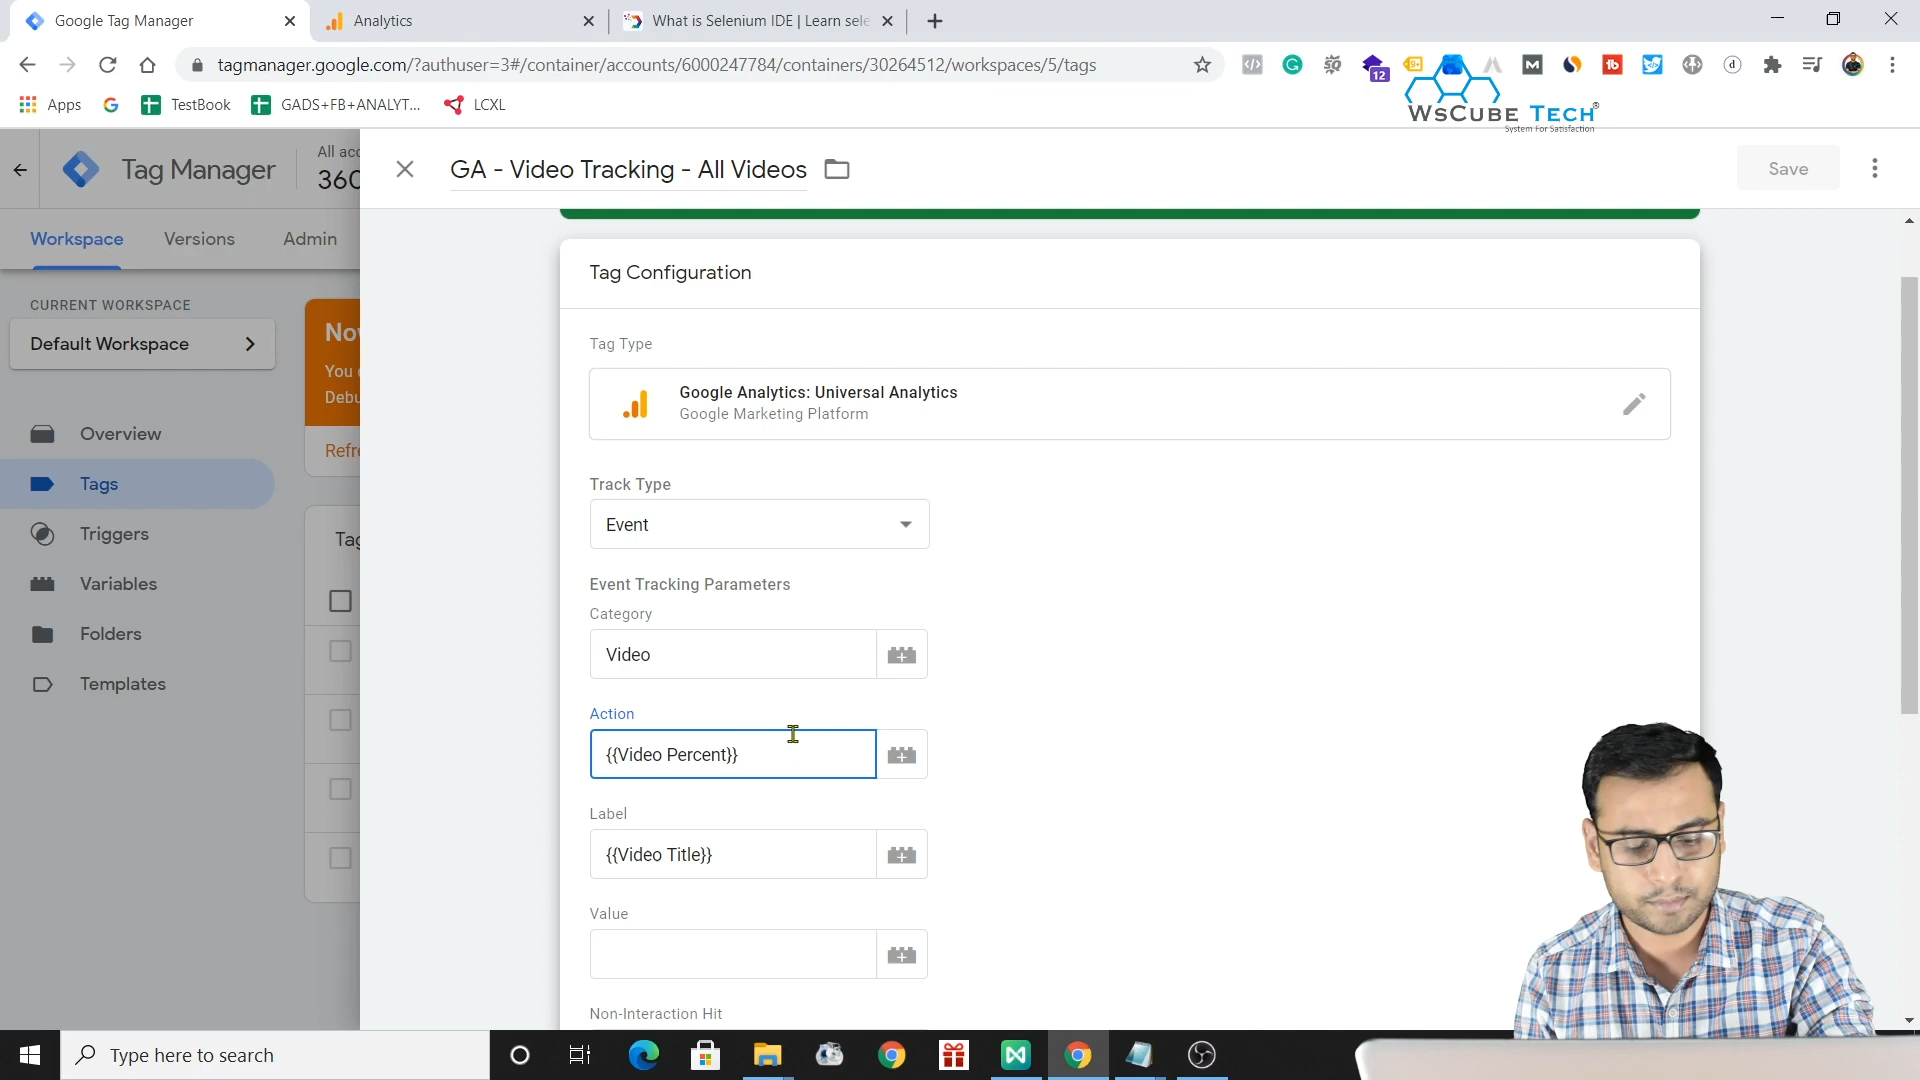 Google Tag Manager
Analytics
What is Selenium IDE | Learn sele
tagmanager.google.com/?authuser=3#/container/accounts/6000247784/containers/30264512/workspaces/5/tags
12
Apps
TestBook
GADS+FB+ANALYT...
LCXL
WsCube Tech®
System For Satisfaction
Tag Manager
All acc
360
GA - Video Tracking - All Videos
Save
Workspace
Versions
Admin
CURRENT WORKSPACE
Default Workspace
Overview
Tags
Triggers
Variables
Folders
Templates
Nov
You
Debu
Refre
Tag
Tag Configuration
Tag Type
Google Analytics: Universal Analytics
Google Marketing Platform
Track Type
Event
Event Tracking Parameters
Category
Video
Action
{{Video Percent}}
Label
{{Video Title}}
Value
Non-Interaction Hit
Type here to search